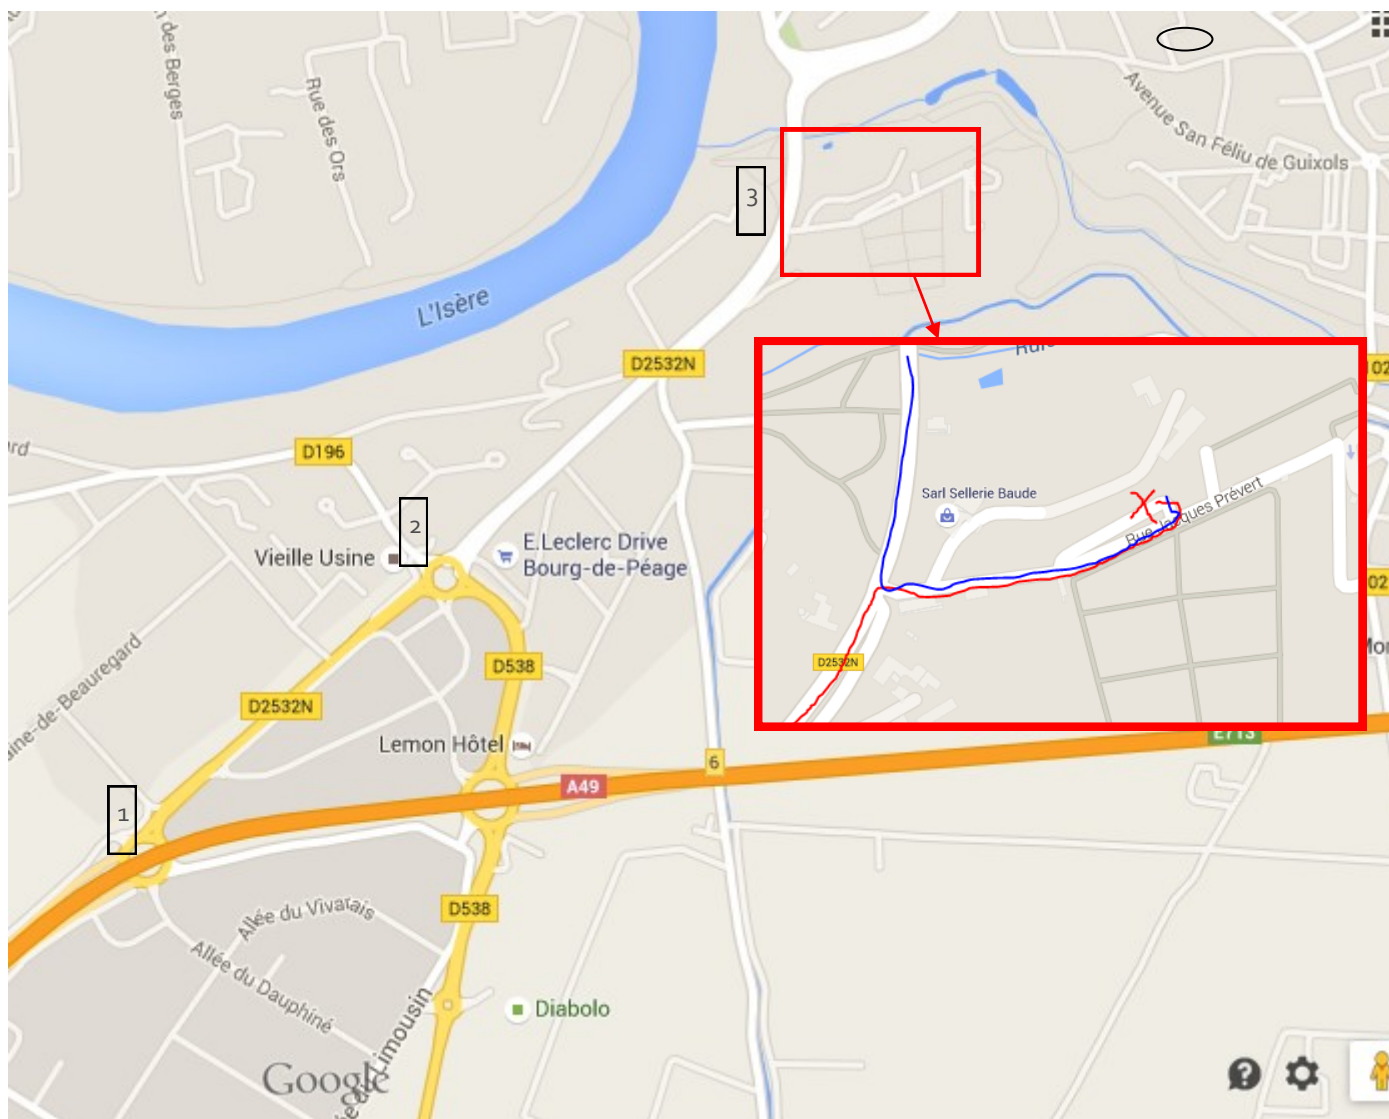 des Berges
Rue des Ors
Avenue San Féliu de Guixols
3
L'Isère
D2532N
D196
2
Vieille Usine
E.Leclerc Drive
Bourg-de-Péage
Sarl Sellerie Baude
Rue Jacques Prévert
D2532N
D538
D2532N
Lemon Hôtel
6
A49
E713
1
D538
Allée du Vivarais
Allée du Dauphiné
Limousin
Diabolo
Google